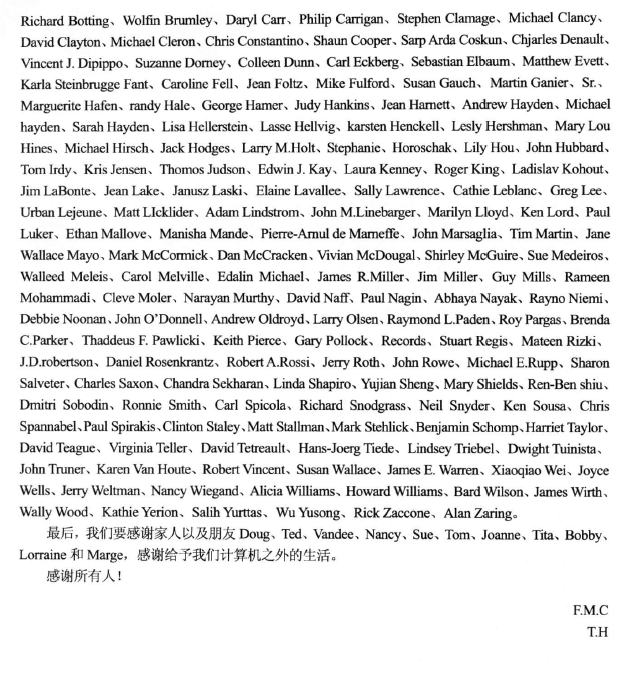 Richard Botting、Wolfin Brumley、Daryl Carr、Philip Carrigan、Stephen Clamage、Michael Clancy、
David Clayton、Michael Cleron、Chris Constantino、Shaun Cooper、Sarp Arda Coskun、Chjarles Denault、
Vincent J. Dipippo、Suzanne Dorney、Colleen Dunn、Carl Eckberg、Sebastian Elbaum、Matthew Evett、
Karla Steinbrugge Fant、Caroline Fell、Jean Foltz、Mike Fulford、Susan Gauch、Martin Ganier、Sr.、
Marguerite Hafen、randy Hale、George Hamer、Judy Hankins、Jean Harnett、Andrew Hayden、Michael
hayden、Sarah Hayden、Lisa Hellerstein、Lasse Hellvig、karsten Henckell、Lesly Hershman、Mary Lou
Hines、Michael Hirsch、Jack Hodges、Larry M.Holt、Stephanie、Horoschak、Lily Hou、John Hubbard、
Tom Irdy、Kris Jensen、Thomos Judson、Edwin J. Kay、Laura Kenney、Roger King、Ladislav Kohout、
Jim LaBonte、Jean Lake、Janusz Laski、Elaine Lavallee、Sally Lawrence、Cathie Leblanc、Greg Lee、
Urban Lejeune、Matt LIcklider、Adam Lindstrom、John M.Linebarger、Marilyn Lloyd、Ken Lord、Paul
Luker、Ethan Mallove、Manisha Mande、Pierre-Arnul de Marneffe、John Marsaglia、Tim Martin、Jane
Wallace Mayo、Mark McCormick、Dan McCracken、Vivian McDougal、Shirley McGuire、Sue Medeiros、
Walleed Meleis、Carol Melville、Edalin Michael、James R.Miller、Jim Miller、Guy Mills、Rameen
Mohammadi、Cleve Moler、Narayan Murthy、David Naff、Paul Nagin、Abhaya Nayak、Rayno Niemi、
Debbie Noonan、John O’Donnell、Andrew Oldroyd、Larry Olsen、Raymond L.Paden、Roy Pargas、Brenda
C.Parker、Thaddeus F. Pawlicki、Keith Pierce、Gary Pollock、Records、Stuart Regis、Mateen Rizki、
J.D.robertson、Daniel Rosenkrantz、Robert A.Rossi、Jerry Roth、John Rowe、Michael E.Rupp、Sharon
Salveter、Charles Saxon、Chandra Sekharan、Linda Shapiro、Yujian Sheng、Mary Shields、Ren-Ben shiu、
Dmitri Sobodin、Ronnie Smith、Carl Spicola、Richard Snodgrass、Neil Snyder、Ken Sousa、Chris
Spannabel、Paul Spirakis、Clinton Staley、Matt Stallman、Mark Stehlick、Benjamin Schomp、Harriet Taylor、
David Teague、Virginia Teller、David Tetreault、Hans-Joerg Tiede、Lindsey Triebel、Dwight Tuinista、
John Truner、Karen Van Houte、Robert Vincent、Susan Wallace、James E. Warren、Xiaoqiao Wei、Joyce
Wells、Jerry Weltman、Nancy Wiegand、Alicia Williams、Howard Williams、Bard Wilson、James Wirth、
Wally Wood、Kathie Yerion、Salih Yurttas、Wu Yusong、Rick Zaccone、Alan Zaring。
最后，我们要感谢家人以及朋友 Doug、Ted、Vandee、Nancy、Sue、Tom、Joanne、Tita、Bobby、
Lorraine 和 Marge，感谢给予我们计算机之外的生活。
感谢所有人！
F.M.C
T.H